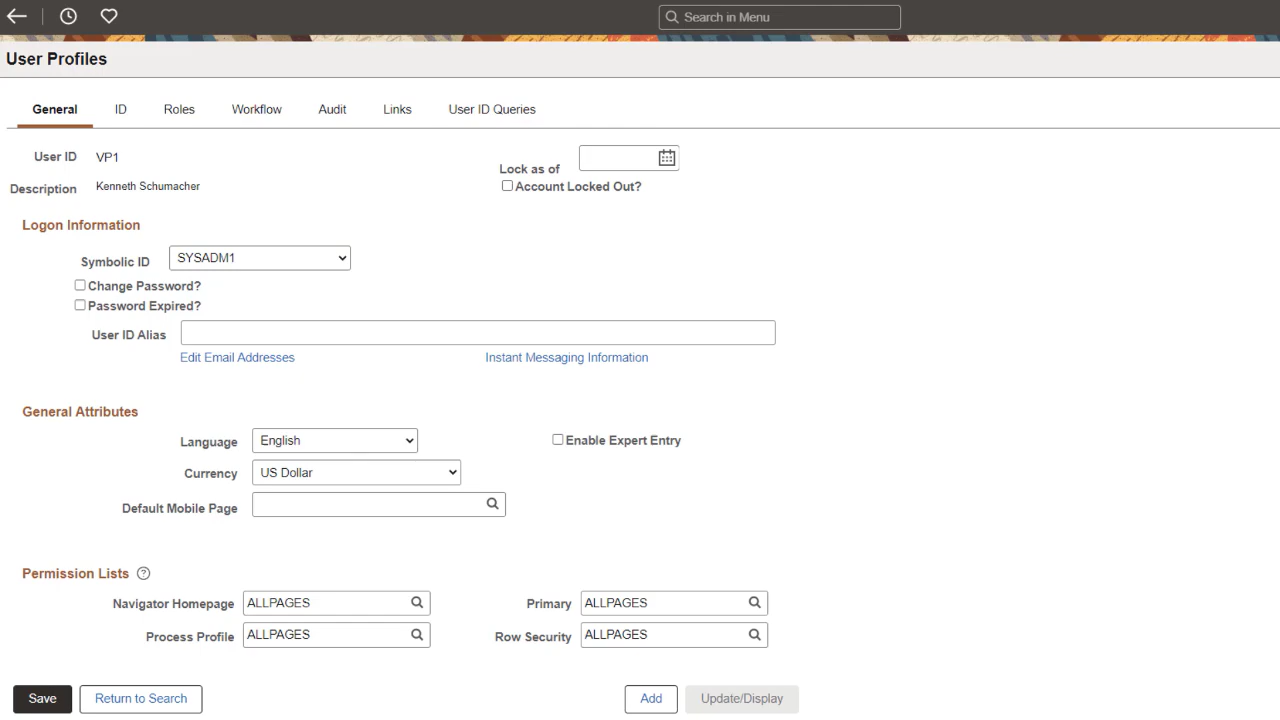 Search in Menu
User Profiles
General ID Roles Workflow Audit Links User ID Queries
User ID VP1
Lock as of
Description Kenneth Schumacher
Account Locked Out?
Logon Information
Symbolic ID SYSADM1
Change Password?
Password Expired?
User ID Alias
Edit Email Addresses Instant Messaging Information
General Attributes
Language English Enable Expert Entry
Currency US Dollar
Default Mobile Page
Permission Lists ?
Navigator Homepage ALLPAGES Primary ALLPAGES
Process Profile ALLPAGES Row Security ALLPAGES
Save Return to Search Add Update/Display